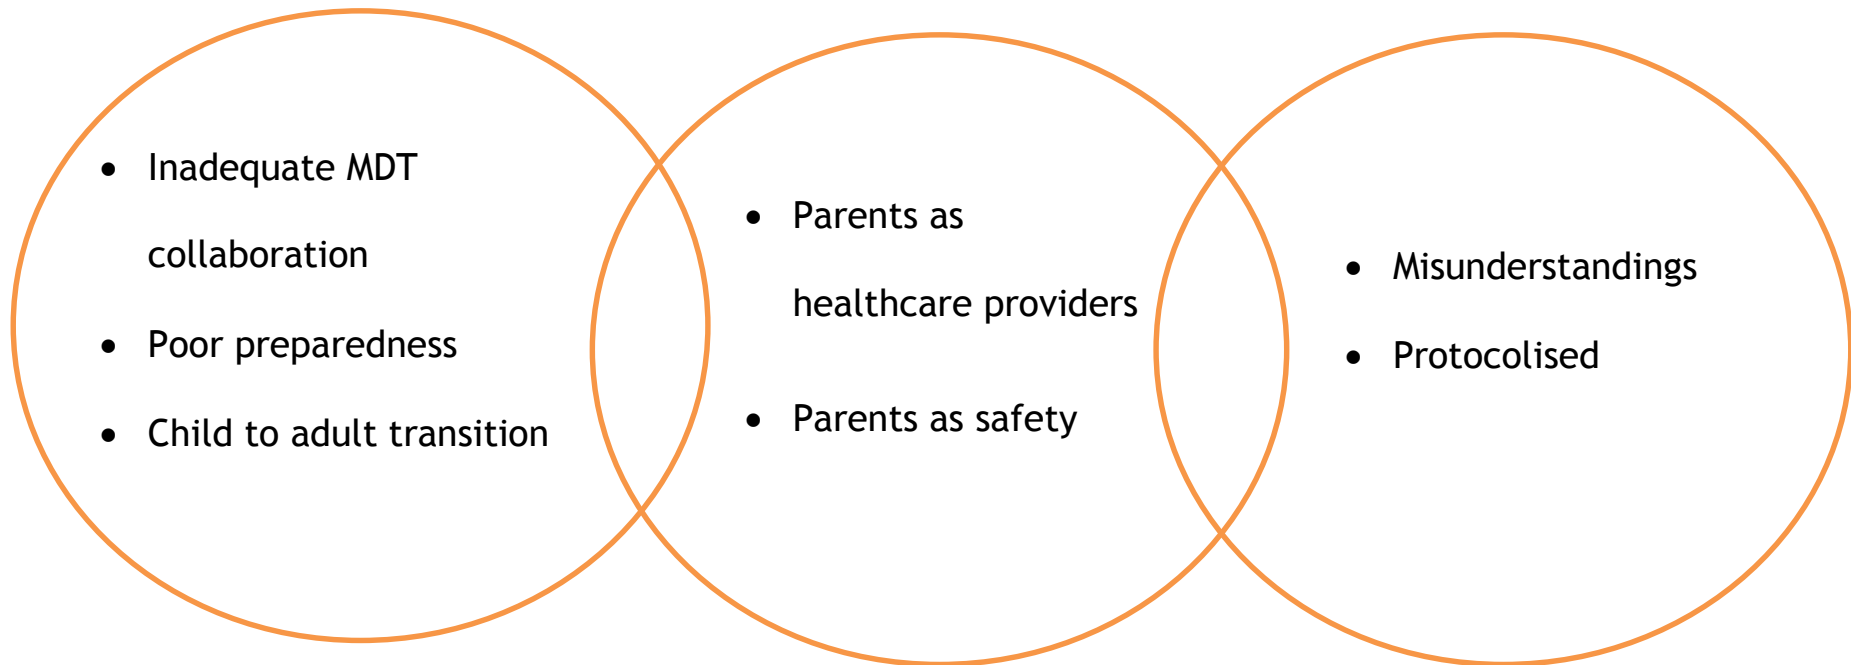 • Inadequate MDT
collaboration
• Poor preparedness
• Child to adult transition
• Parents as
healthcare providers
• Parents as safety
• Misunderstandings
• Protocolised